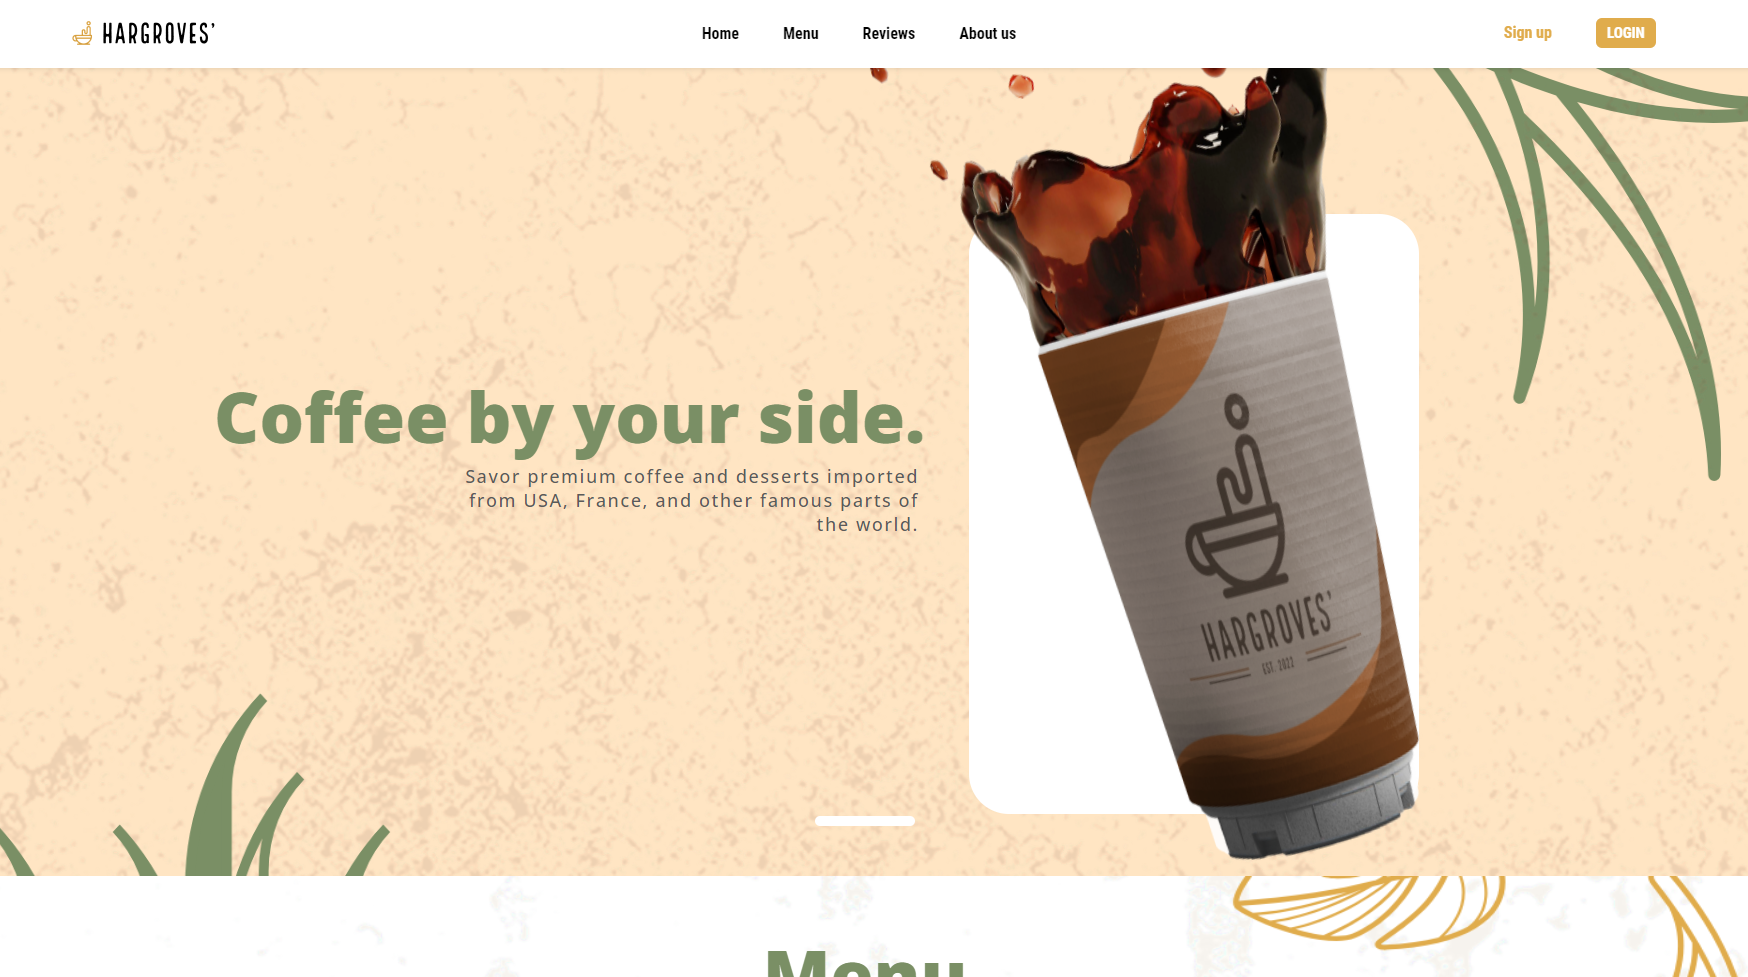 HARGROVES'
Home
Menu
Reviews
About us
Sign up
LOGIN
Coffee by your side.
Savor premium coffee and desserts imported
from USA, France, and other famous parts of
the world.
HARGROVES'
EST. 2022
Menu